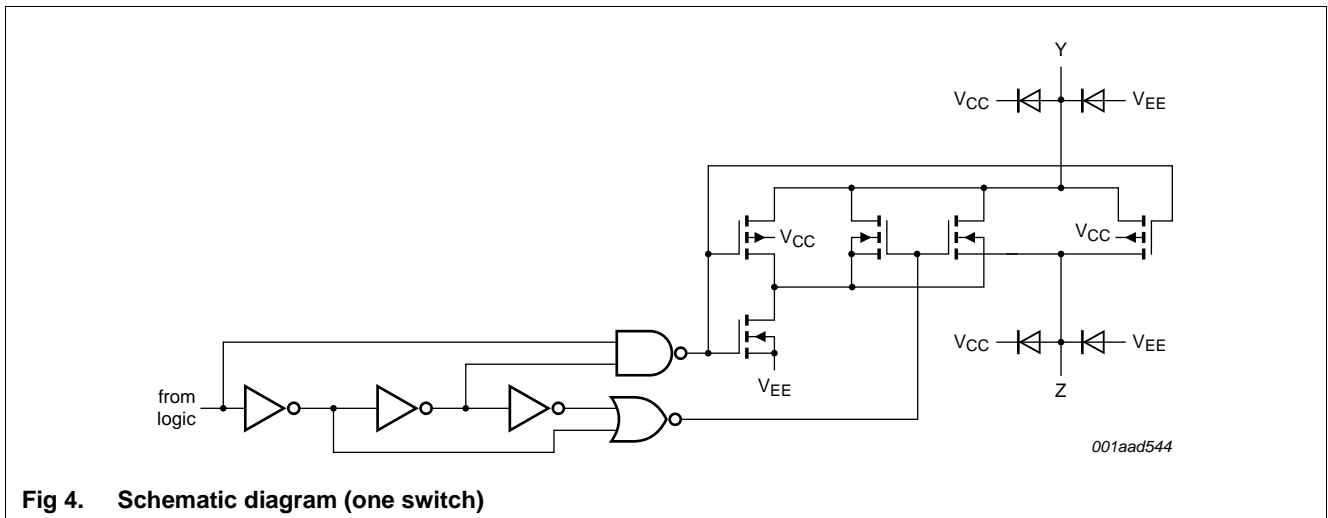 Y
VCC
VEE
VCC
VCC
VCC
VEE
VEE
Z
from
logic
001aad544
Fig 4. Schematic diagram (one switch)